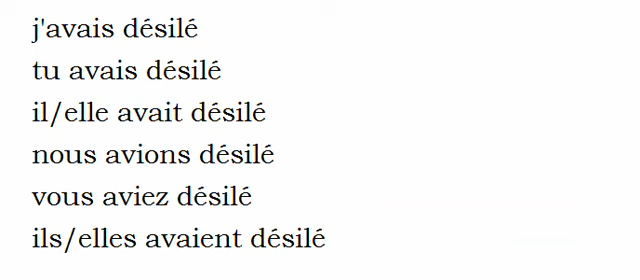 j'avais désilé
tu avais désilé
il/elle avait désilé
nous avions désilé
vous aviez désilé
ils/elles avaient désilé